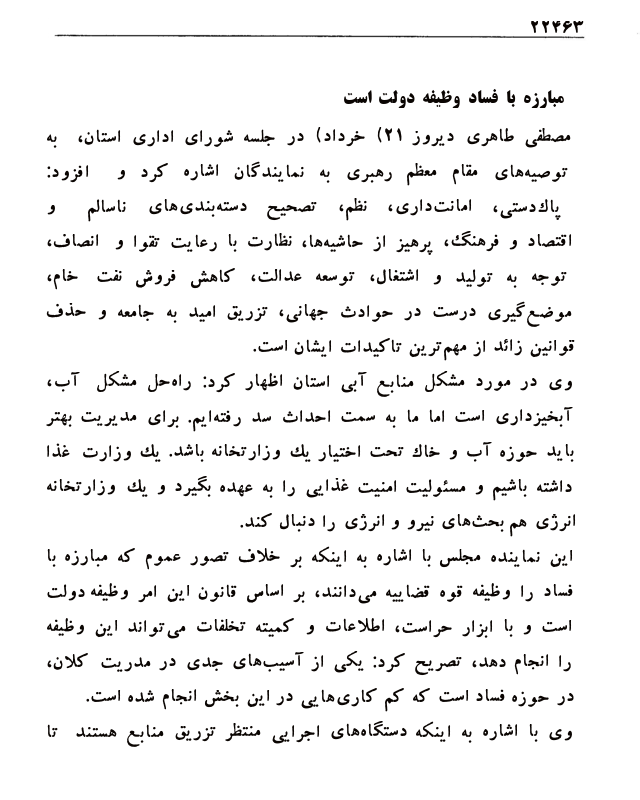 ۲۲۴۶۳
مبارزه با فساد وظیفه دولت است
مصطفی طاهری دیروز ۲۱) خرداد) در جلسه شورای اداری استان، به
توصیه‌های مقام معظم رهبری به نمایندگان اشاره کرد و افزود:
پاك‌دستی، امانت‌داری، نظم، تصحیح دسته‌بندی‌های ناسالم و
اقتصاد و فرهنگ، پرهیز از حاشیه‌ها، نظارت با رعایت تقوا و انصاف،
توجه به تولید و اشتغال، توسعه عدالت، کاهش فروش نفت خام،
موضع‌گیری درست در حوادث جهانی، تزریق امید به جامعه و حذف
قوانین زائد از مهم‌ترین تاکیدات ایشان است.
وی در مورد مشکل منابع آبی استان اظهار کرد: راه‌حل مشکل آب،
آبخیزداری است اما ما به سمت احداث سد رفته‌ایم. برای مدیریت بهتر
باید حوزه آب و خاك تحت اختیار یك وزارتخانه باشد. یك وزارت غذا
داشته باشیم و مسئولیت امنیت غذایی را به عهده بگیرد و یك وزارتخانه
انرژی هم بحث‌های نیرو و انرژی را دنبال کند.
این نماینده مجلس با اشاره به اینکه بر خلاف تصور عموم که مبارزه با
فساد را وظیفه قوه قضاییه می‌دانند، بر اساس قانون این امر وظیفه دولت
است و با ابزار حراست، اطلاعات و کمیته تخلفات می‌تواند این وظیفه
را انجام دهد، تصریح کرد: یکی از آسیب‌های جدی در مدریت کلان،
در حوزه فساد است که کم کاری‌هایی در این بخش انجام شده است.
وی با اشاره به اینکه دستگاه‌های اجرایی منتظر تزریق منابع هستند تا